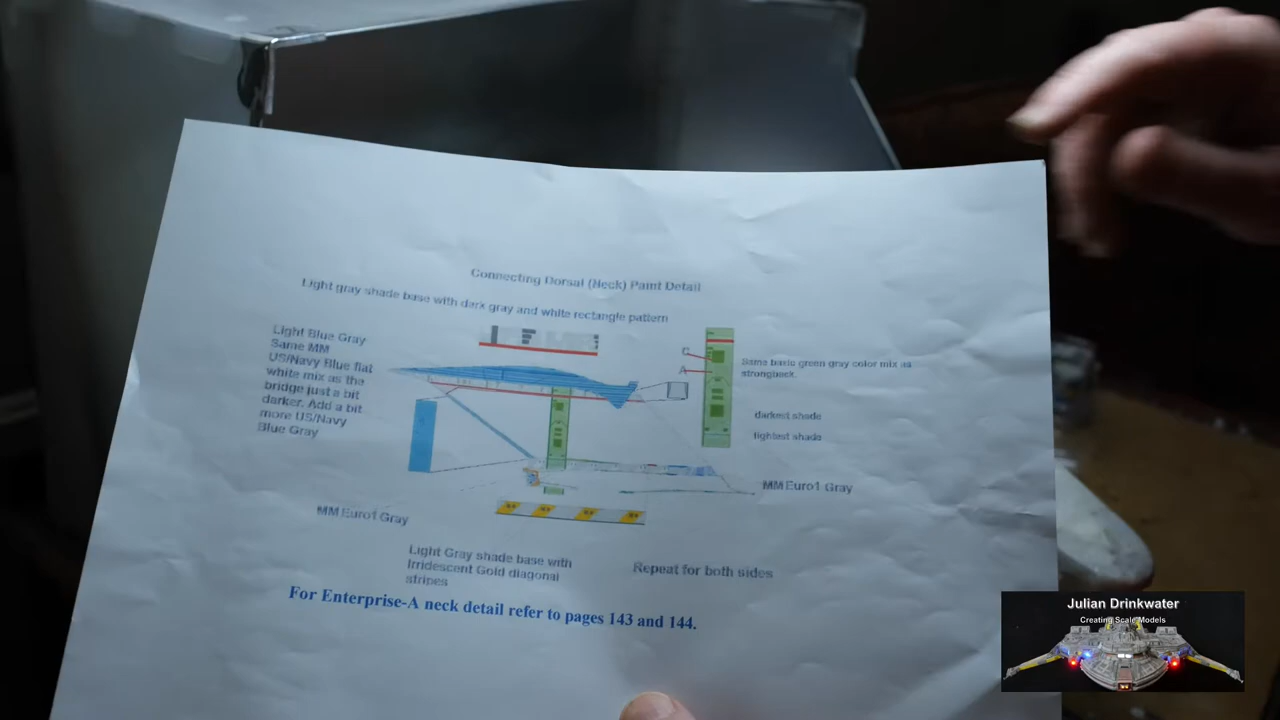 Connecting Dorsal (Neck) Paint Detail
Light gray shade base with dark gray and white rectangle pattern
Light Blue Gray
Same MM
US/Navy Blue flat
white mix as the
bridge just a bit
darker. Add a bit
more US/Navy
Blue Gray
C
A
Same basic green gray color mix as
strongback.
darkest shade
lightest shade
MM Euro1 Gray
MM Euro1 Gray
Light Gray shade base with
Irridescent Gold diagonal
stripes
Repeat for both sides
For Enterprise-A neck detail refer to pages 143 and 144.
Julian Drinkwater
Creating Scale Models